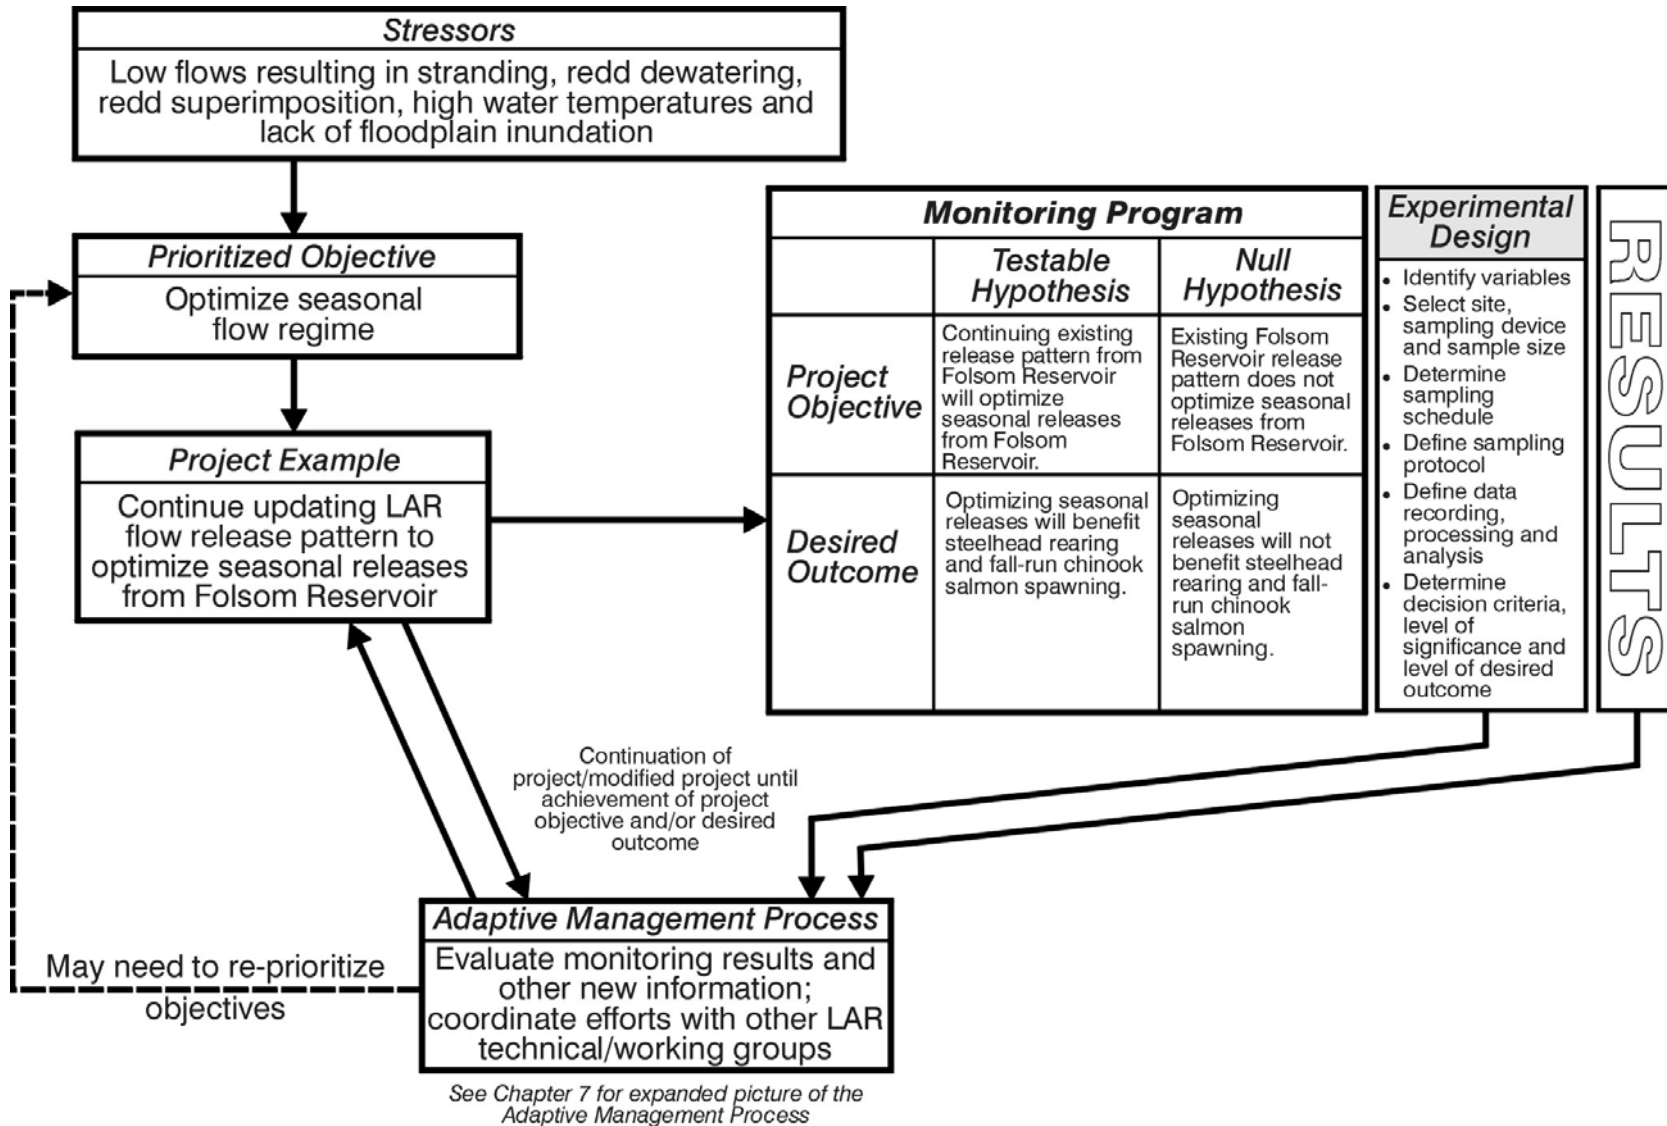 Stressors
Low flows resulting in stranding, redd dewatering,
redd superimposition, high water temperatures and
lack of floodplain inundation
Prioritized Objective
Optimize seasonal
flow regime
Project Example
Continue updating LAR
flow release pattern to
optimize seasonal releases
from Folsom Reservoir
Monitoring Program
Testable
Hypothesis
Null
Hypothesis
Project
Objective
Continuing existing
release pattern from
Folsom Reservoir
will optimize
seasonal releases
from Folsom
Reservoir.
Existing Folsom
Reservoir release
pattern does not
optimize seasonal
releases from
Folsom Reservoir.
Desired
Outcome
Optimizing seasonal
releases will benefit
steelhead rearing
and fall-run chinook
salmon spawning.
Optimizing
seasonal
releases will not
benefit steelhead
rearing and fall-
run chinook
salmon
spawning.
Experimental
Design
• Identify variables
• Select site,
sampling device
and sample size
• Determine
sampling
schedule
• Define sampling
protocol
• Define data
recording,
processing and
analysis
• Determine
decision criteria,
level of
significance and
level of desired
outcome
RESULTS
Continuation of
project/modified project until
achievement of project
objective and/or desired
outcome
Adaptive Management Process
Evaluate monitoring results and
other new information;
coordinate efforts with other LAR
technical/working groups
May need to re-prioritize
objectives
See Chapter 7 for expanded picture of the
Adaptive Management Process